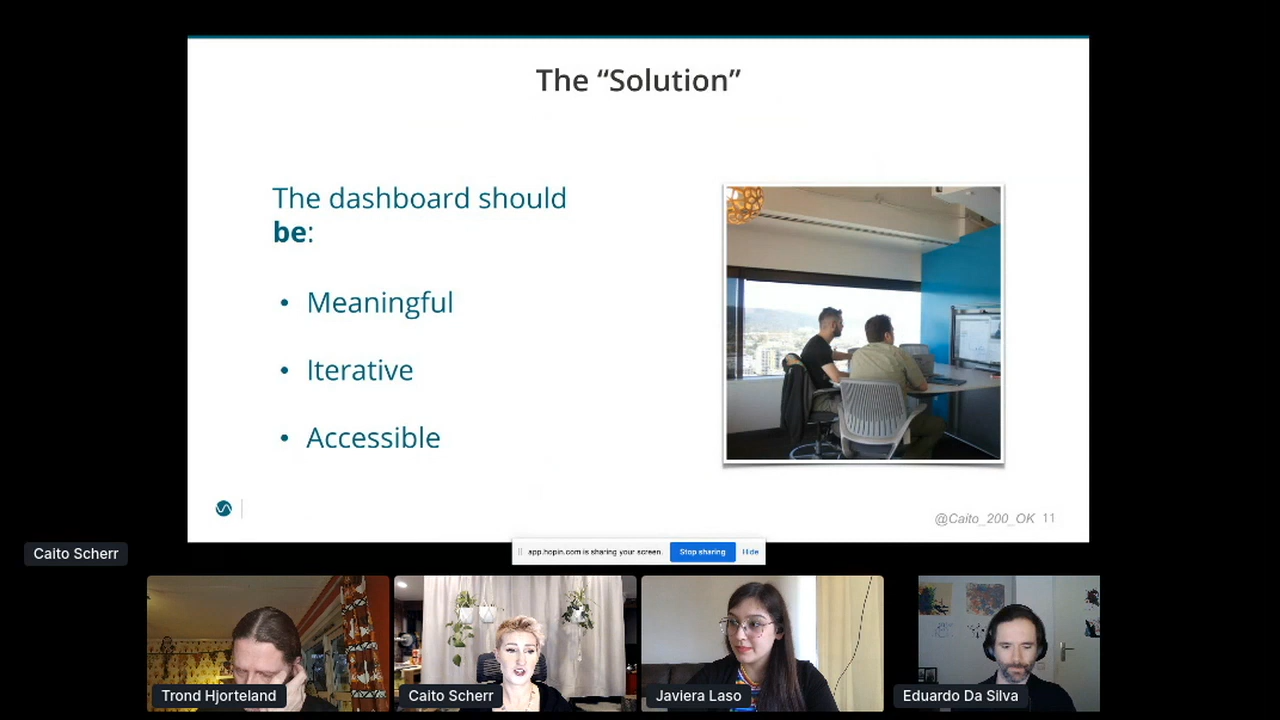 The “Solution”
The dashboard should
be:
• Meaningful
• Iterative
• Accessible
@Caito_200_OK 11
Caito Scherr
app.hopin.com is sharing your screen.
Stop sharing
Hide
Trond Hjorteland
Caito Scherr
Javiera Laso
Eduardo Da Silva